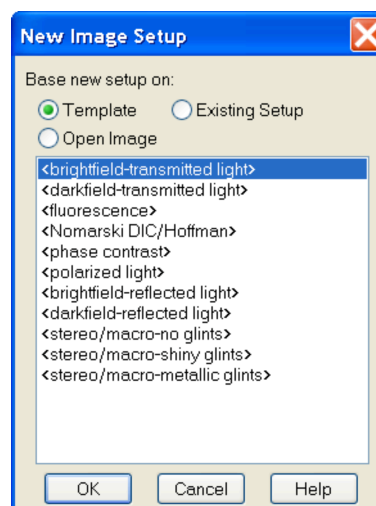 New Image Setup
Base new setup on:
Template Existing Setup
Open Image
<brightfield-transmitted light>
<darkfield-transmitted light>
<fluorescence>
<Nomarski DIC/Hoffman>
<phase contrast>
<polarized light>
<brightfield-reflected light>
<darkfield-reflected light>
<stereo/macro-no glints>
<stereo/macro-shiny glints>
<stereo/macro-metallic glints>
OK Cancel Help